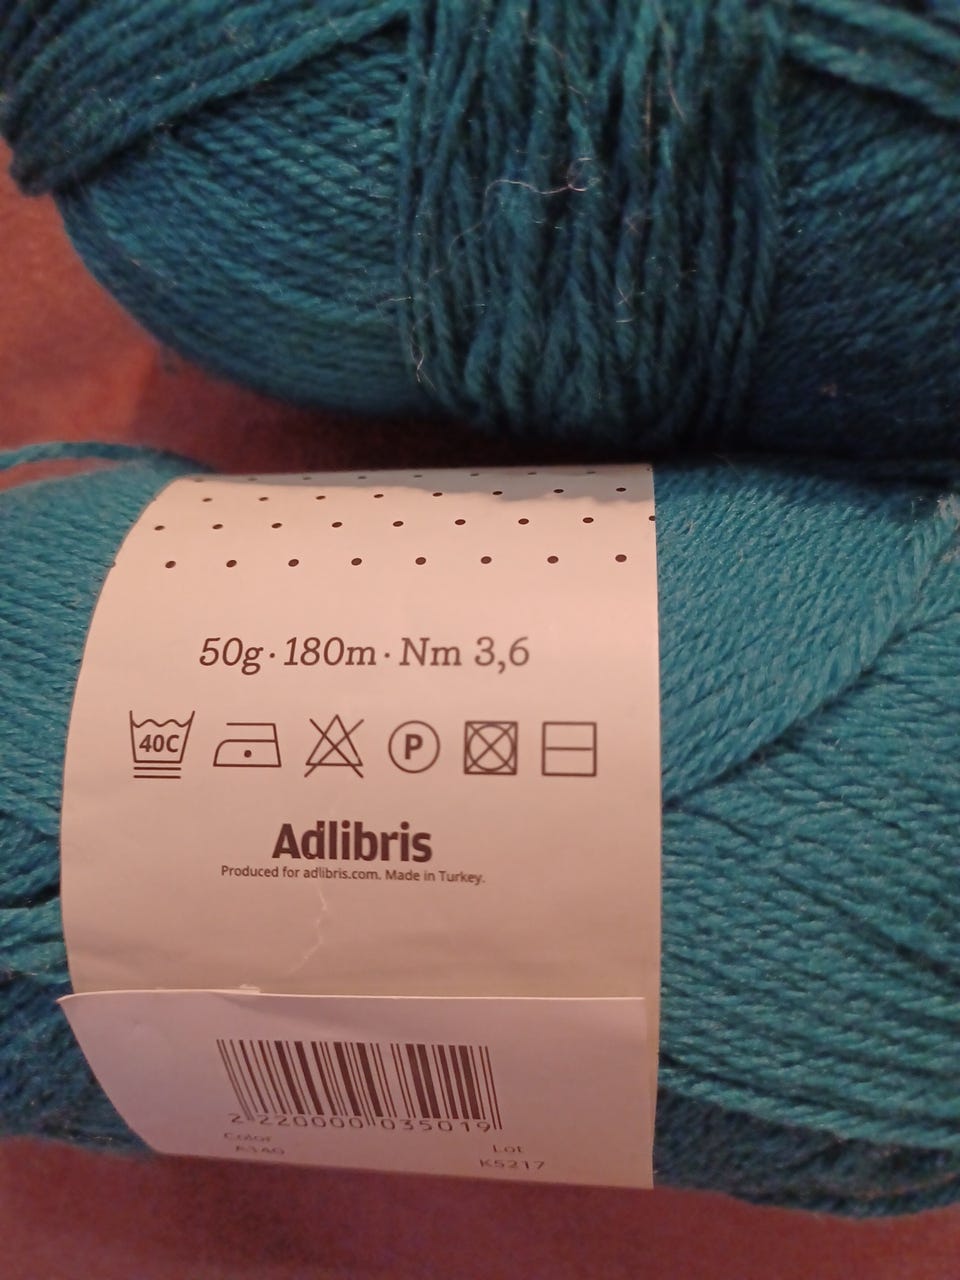 50g · 180m · Nm 3,6
40C P
Adlibris
Produced for adlibris.com. Made in Turkey.
2 220000 035019
Color Lot
A340 K5217